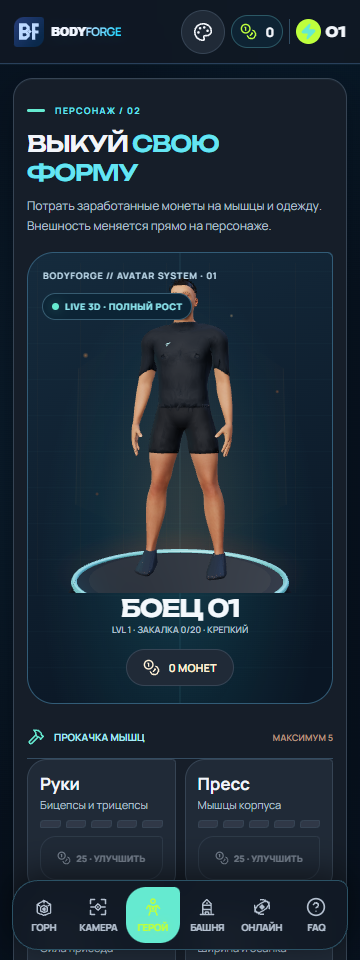 BF BODYFORGE 0 01
ПЕРСОНАЖ / 02
ВЫКУЙ СВОЮ
ФОРМУ
Потрать заработанные монеты на мышцы и одежду.
Внешность меняется прямо на персонаже.
BODYFORGE // AVATAR SYSTEM · 01
LIVE 3D · ПОЛНЫЙ РОСТ
БОЕЦ 01
LVL 1 · ЗАКАЛКА 0/20 · КРЕПКИЙ
0 МОНЕТ
ПРОКАЧКА МЫШЦ МАКСИМУМ 5
Руки Пресс
Бицепсы и трицепсы Мышцы корпуса
25 · УЛУЧШИТЬ 25 · УЛУЧШИТЬ
ГОРН КАМЕРА ГЕРОЙ БАШНЯ ОНЛАЙН FAQ